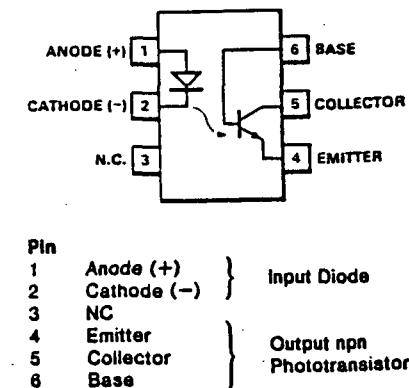 ANODE (+) 1
6 BASE
CATHODE (−) 2
5 COLLECTOR
N.C. 3
4 EMITTER
Pin
1 Anode (+)
2 Cathode (−)
Input Diode
3 NC
4 Emitter
5 Collector
6 Base
Output npn
Phototransistor